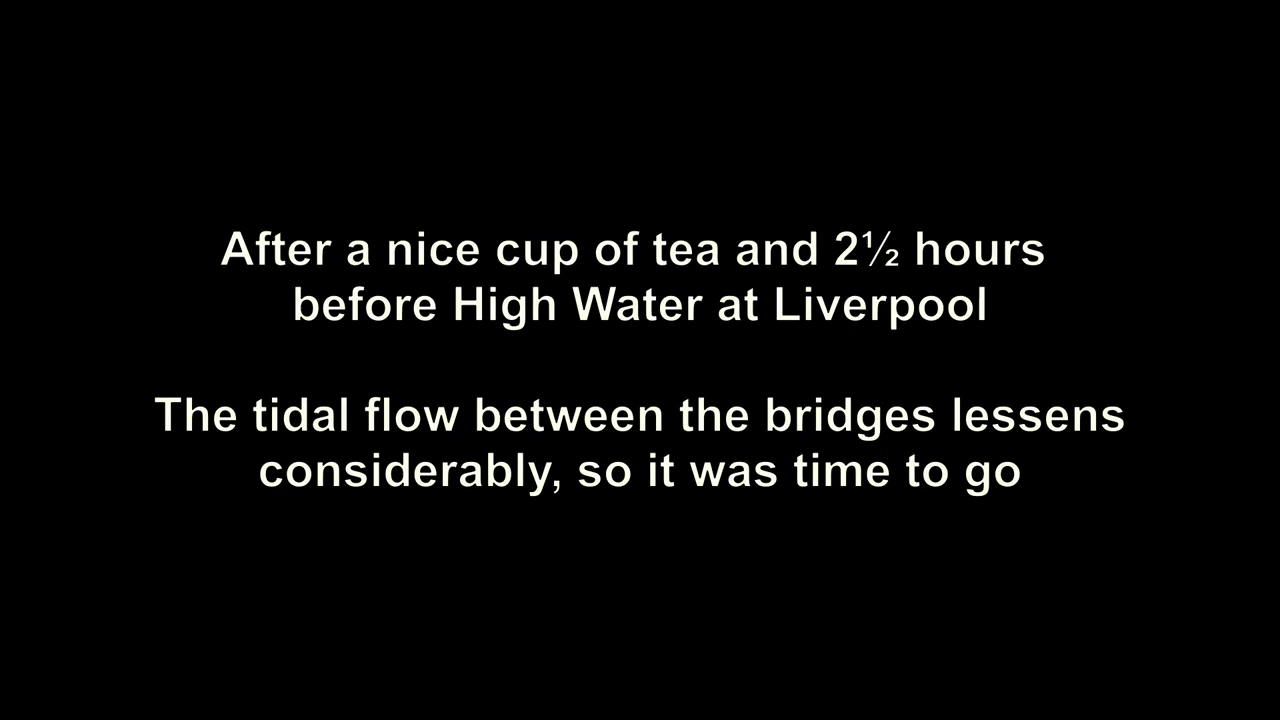 After a nice cup of tea and 2½ hours
before High Water at Liverpool
The tidal flow between the bridges lessens
considerably, so it was time to go